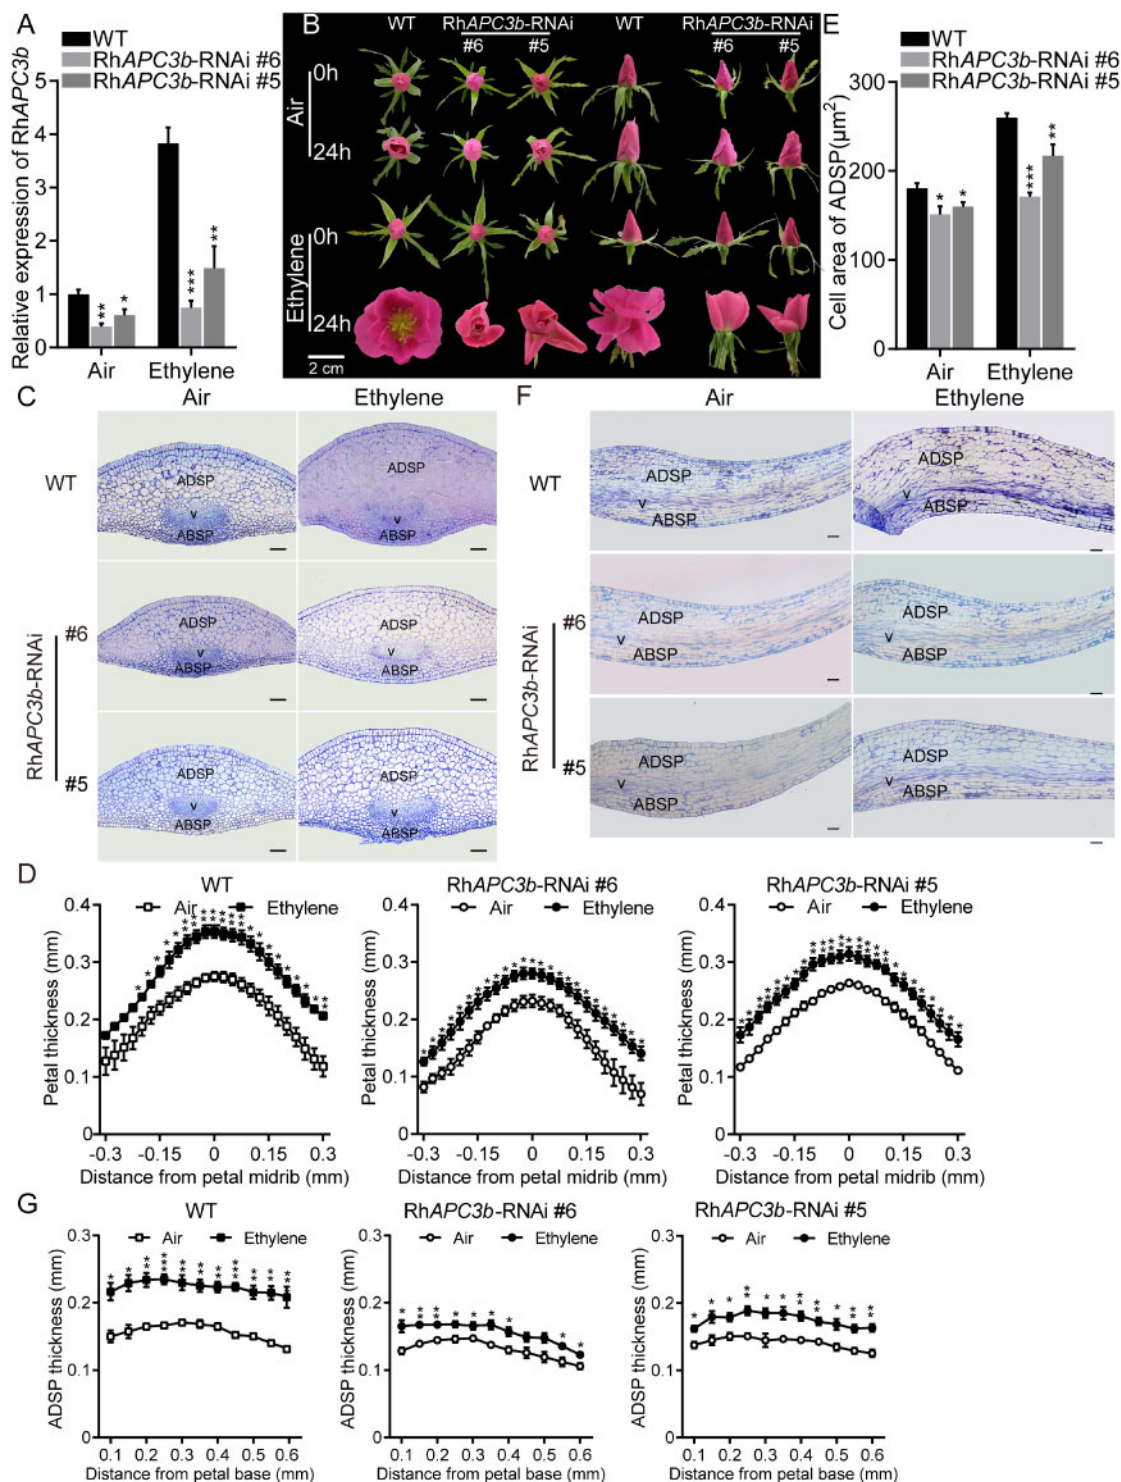 A
WT
RhAPC3b-RNAi #6
RhAPC3b-RNAi #5
Relative expression of RhAPC3b
5
4
3
2
1
0
** * *** **
Air Ethylene
B
WT RhAPC3b-RNAi WT RhAPC3b-RNAi
#6 #5 #6 #5
Air
0h
24h
Ethylene
0h
24h
2 cm
E
WT
RhAPC3b-RNAi #6
RhAPC3b-RNAi #5
Cell area of ADSP(µm²)
300
200
100
0
* * **** **
Air Ethylene
C
Air Ethylene
WT
ADSP ADSP
V V
ABSP ABSP
RhAPC3b-RNAi
#6
ADSP ADSP
V V
ABSP ABSP
#5
ADSP ADSP
V V
ABSP ABSP
F
Air Ethylene
WT
ADSP ADSP
V V
ABSP ABSP
RhAPC3b-RNAi
#6
ADSP ADSP
V V
ABSP ABSP
#5
ADSP ADSP
V V
ABSP ABSP
D
WT
Air Ethylene
Petal thickness (mm)
0.4
0.3
0.2
0.1
0
-0.3 -0.15 0 0.15 0.3
Distance from petal midrib (mm)
RhAPC3b-RNAi #6
Air Ethylene
Petal thickness (mm)
0.4
0.3
0.2
0.1
0
-0.3 -0.15 0 0.15 0.3
Distance from petal midrib (mm)
RhAPC3b-RNAi #5
Air Ethylene
Petal thickness (mm)
0.4
0.3
0.2
0.1
0
-0.3 -0.15 0 0.15 0.3
Distance from petal midrib (mm)
G
WT
Air Ethylene
ADSP thickness (mm)
0.3
0.2
0.1
0
0.1 0.2 0.3 0.4 0.5 0.6
Distance from petal base (mm)
RhAPC3b-RNAi #6
Air Ethylene
ADSP thickness (mm)
0.3
0.2
0.1
0
0.1 0.2 0.3 0.4 0.5 0.6
Distance from petal base (mm)
RhAPC3b-RNAi #5
Air Ethylene
ADSP thickness (mm)
0.3
0.2
0.1
0
0.1 0.2 0.3 0.4 0.5 0.6
Distance from petal base (mm)